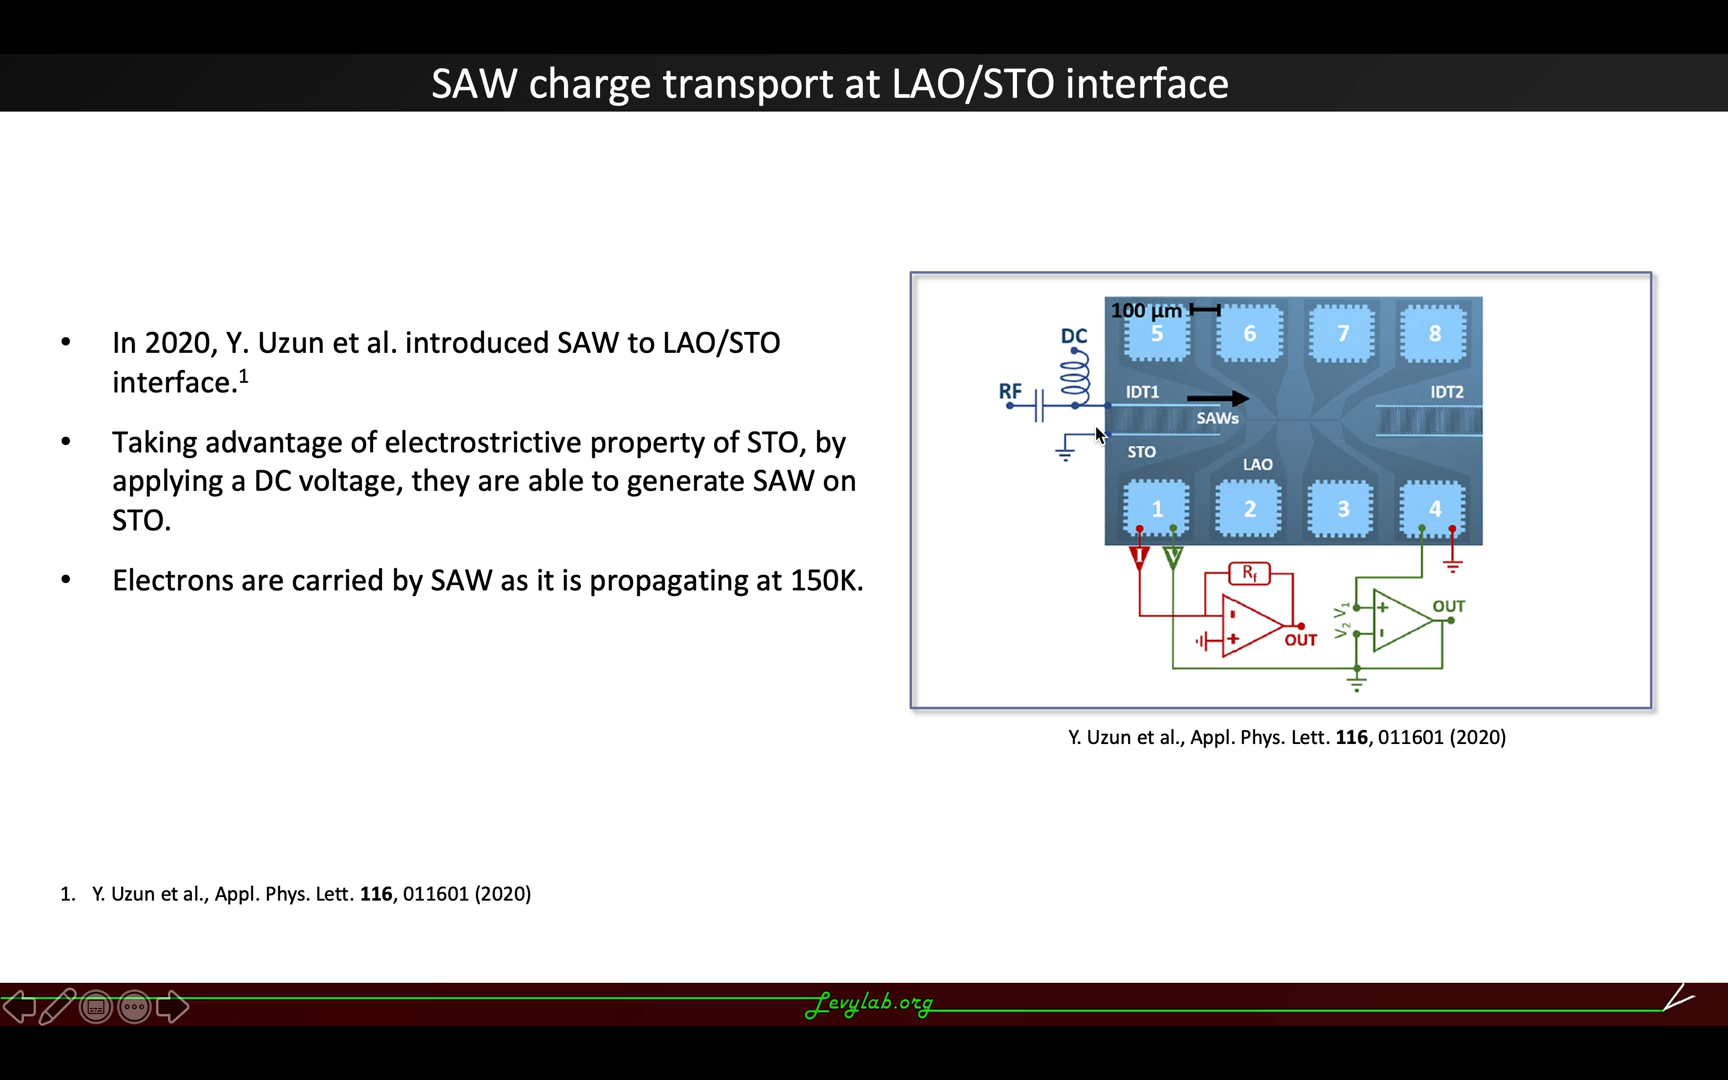 SAW charge transport at LAO/STO interface
• In 2020, Y. Uzun et al. introduced SAW to LAO/STO
interface.¹
• Taking advantage of electrostrictive property of STO, by
applying a DC voltage, they are able to generate SAW on
STO.
• Electrons are carried by SAW as it is propagating at 150K.
100 µm
5
6
7
8
DC
RF
IDT1
IDT2
SAWs
STO
LAO
1
2
3
4
I
V
Rf
OUT
V1
V2
OUT
Y. Uzun et al., Appl. Phys. Lett. 116, 011601 (2020)
1. Y. Uzun et al., Appl. Phys. Lett. 116, 011601 (2020)
Levylab.org